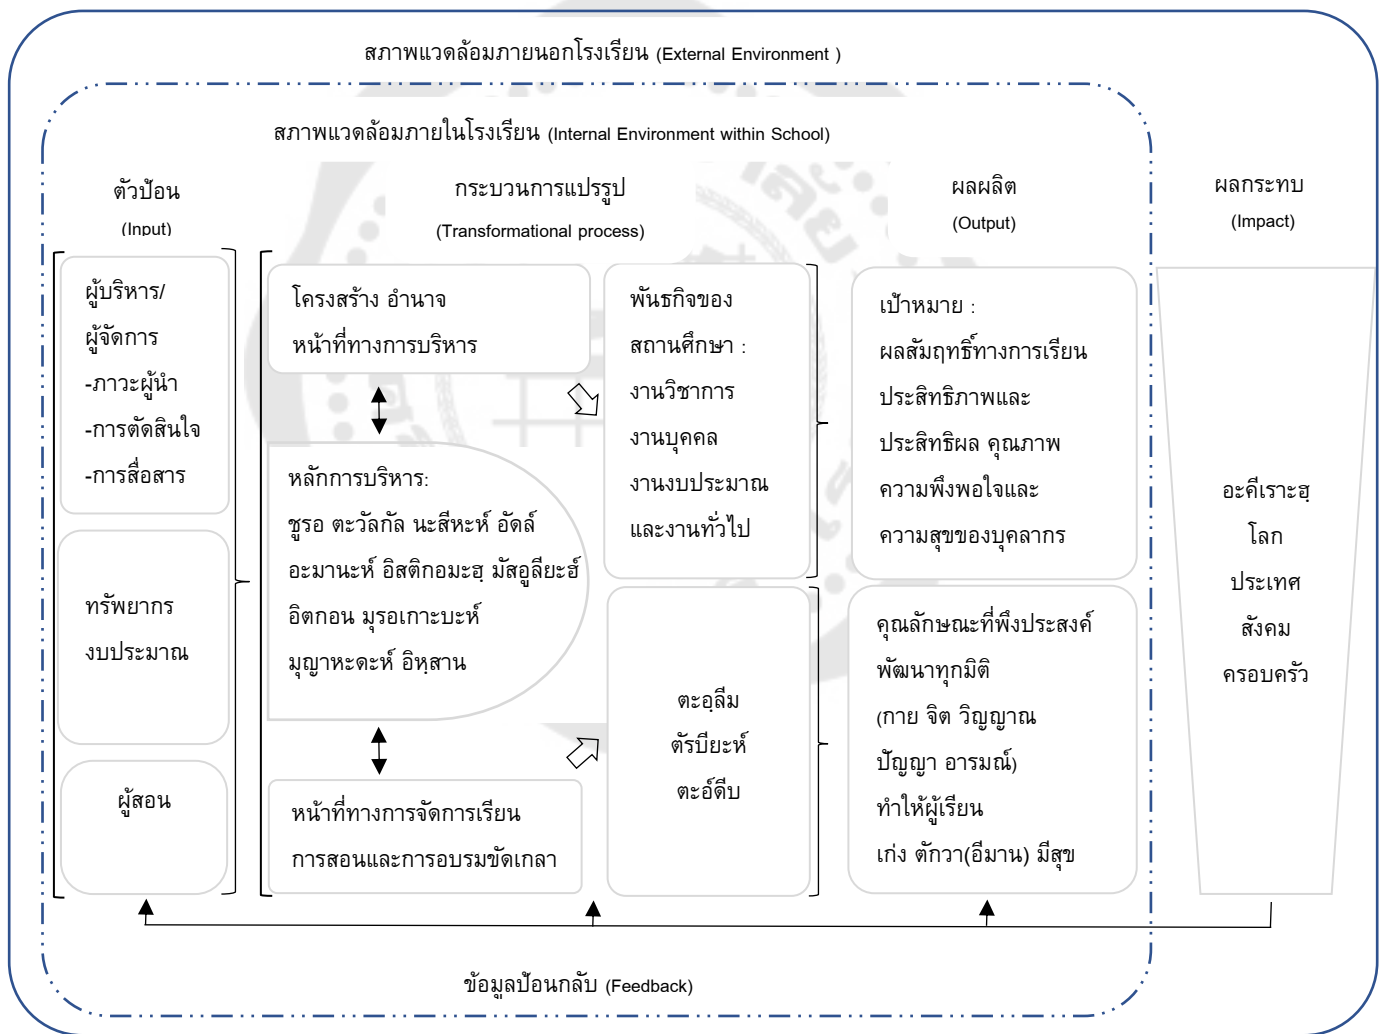 สภาพแวดล้อมภายนอกโรงเรียน (External Environment )
สภาพแวดล้อมภายในโรงเรียน (Internal Environment within School)
ตัวป้อน
(Input)
กระบวนการแปรรูป
(Transformational process)
ผลผลิต
(Output)
ผลกระทบ
(Impact)
ผู้บริหาร/
ผู้จัดการ
-ภาวะผู้นำ
-การตัดสินใจ
-การสื่อสาร
ทรัพยากร
งบประมาณ
ผู้สอน
โครงสร้าง อำนาจ
หน้าที่ทางการบริหาร
หลักการบริหาร:
ชูรอ ตะวัลกัล นะสีหะห์ อัดล์
อะมานะห์ อิสติกอมะฮฺ มัสอูลียะฮ์
อิตกอน มุรอเกาะบะห์
มุญาหะดะห์ อิหฺสาน
หน้าที่ทางการจัดการเรียน
การสอนและการอบรมขัดเกลา
พันธกิจของ
สถานศึกษา :
งานวิชาการ
งานบุคคล
งานงบประมาณ
และงานทั่วไป
ตะอฺลีม
ตัรบียะห์
ตะอ์ดีบ
เป้าหมาย :
ผลสัมฤทธิ์ทางการเรียน
ประสิทธิภาพและ
ประสิทธิผล คุณภาพ
ความพึงพอใจและ
ความสุขของบุคลากร
คุณลักษณะที่พึงประสงค์
พัฒนาทุกมิติ
(กาย จิต วิญญาณ
ปัญญา อารมณ์)
ทำให้ผู้เรียน
เก่ง ตักวา(อีมาน) มีสุข
อะคีเราะฮฺ
โลก
ประเทศ
สังคม
ครอบครัว
ข้อมูลป้อนกลับ (Feedback)